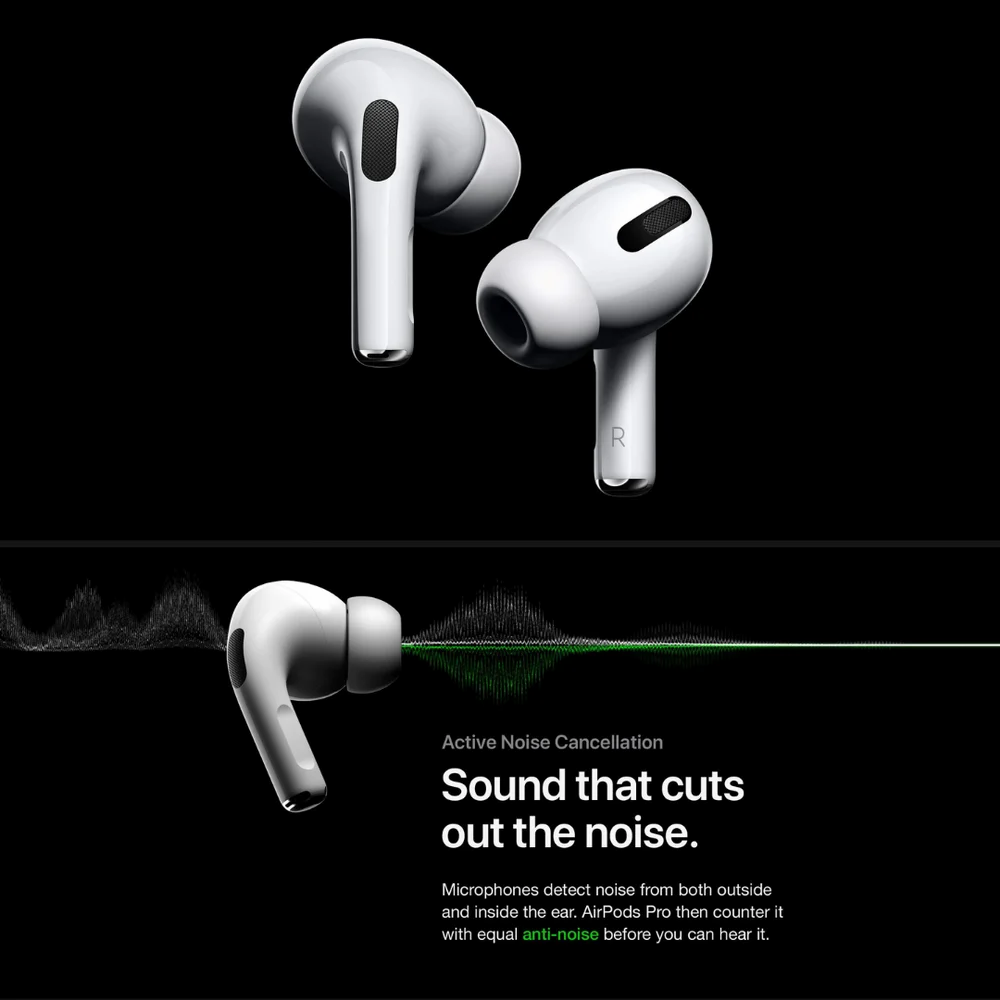 R
Active Noise Cancellation
Sound that cuts
out the noise.
Microphones detect noise from both outside
and inside the ear. AirPods Pro then counter it
with equal anti-noise before you can hear it.